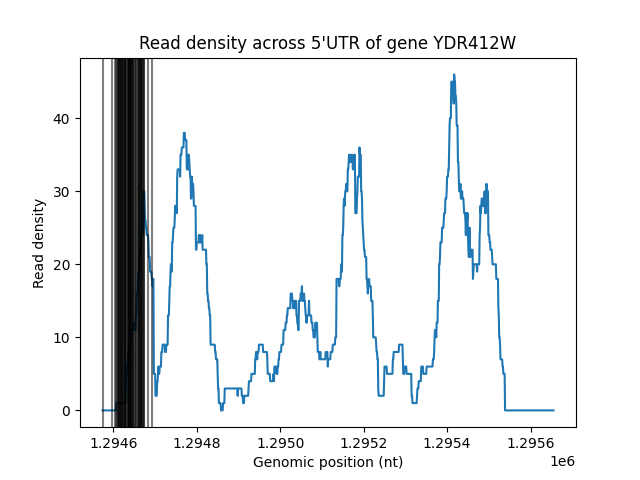 Read density across 5'UTR of gene YDR412W
Read density
40
30
20
10
0
1.2946 1.2948 1.2950 1.2952 1.2954 1.2956
1e6
Genomic position (nt)